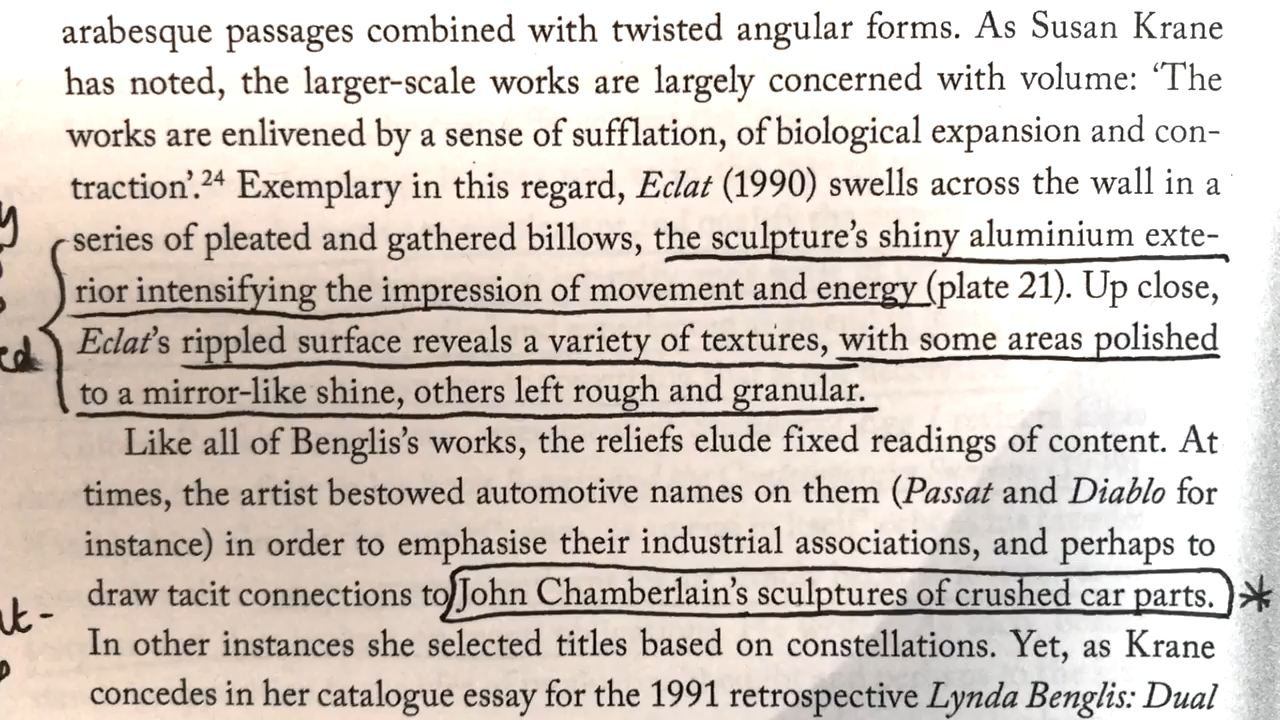 arabesque passages combined with twisted angular forms. As Susan Krane
has noted, the larger-scale works are largely concerned with volume: ‘The
works are enlivened by a sense of sufflation, of biological expansion and con-
traction’.24 Exemplary in this regard, Eclat (1990) swells across the wall in a
series of pleated and gathered billows, the sculpture’s shiny aluminium exte-
rior intensifying the impression of movement and energy (plate 21). Up close,
Eclat’s rippled surface reveals a variety of textures, with some areas polished
to a mirror-like shine, others left rough and granular.
Like all of Benglis’s works, the reliefs elude fixed readings of content. At
times, the artist bestowed automotive names on them (Passat and Diablo for
instance) in order to emphasise their industrial associations, and perhaps to
draw tacit connections to John Chamberlain’s sculptures of crushed car parts. *
In other instances she selected titles based on constellations. Yet, as Krane
concedes in her catalogue essay for the 1991 retrospective Lynda Benglis: Dual